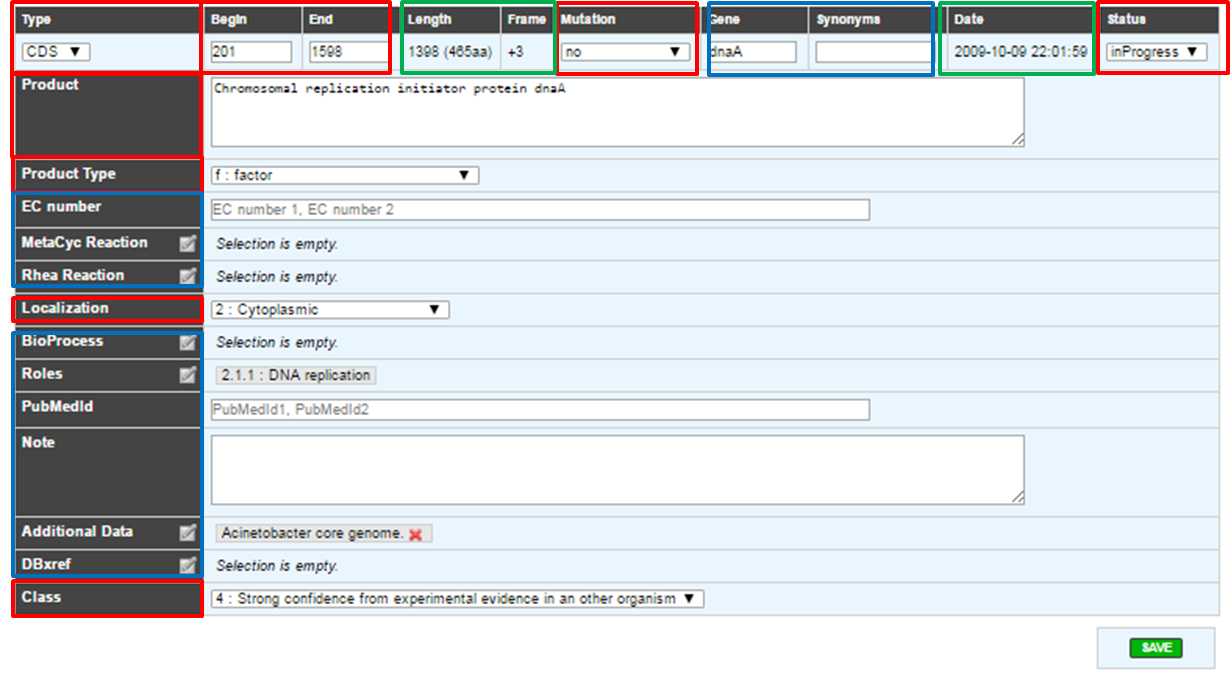 Type Begin End Length Frame Mutation Gene Synonyms Date Status
CDS 201 1598 1398 (465aa) +3 no dnaA 2009-10-09 22:01:59 inProgress
Product Chromosomal replication initiator protein dnaA
Product Type f : factor
EC number EC number 1, EC number 2
MetaCyc Reaction Selection is empty.
Rhea Reaction Selection is empty.
Localization 2 : Cytoplasmic
BioProcess Selection is empty.
Roles 2.1.1 : DNA replication
PubMedId PubMedId1, PubMedId2
Note
Additional Data Acinetobacter core genome.
DBxref Selection is empty.
Class 4 : Strong confidence from experimental evidence in an other organism
SAVE